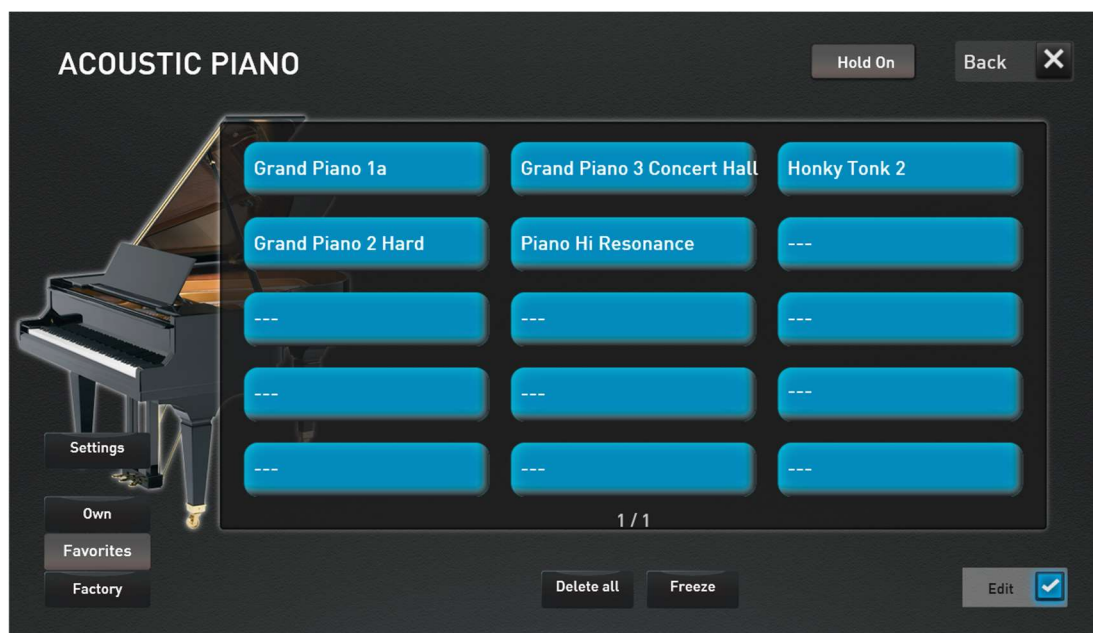 ACOUSTIC PIANO
Hold On
Back
Grand Piano 1a
Grand Piano 3 Concert Hall
Honky Tonk 2
Grand Piano 2 Hard
Piano Hi Resonance
---
---
---
---
---
---
---
---
---
---
Settings
Own
Favorites
Factory
1 / 1
Delete all
Freeze
Edit